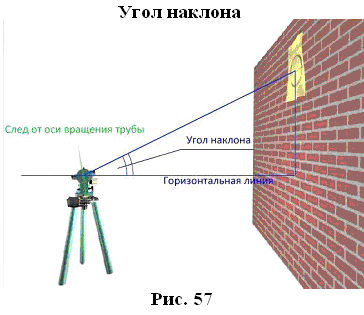 Угол наклона
След от оси вращения трубы
Угол наклона
Горизонтальная линия
Рис. 57